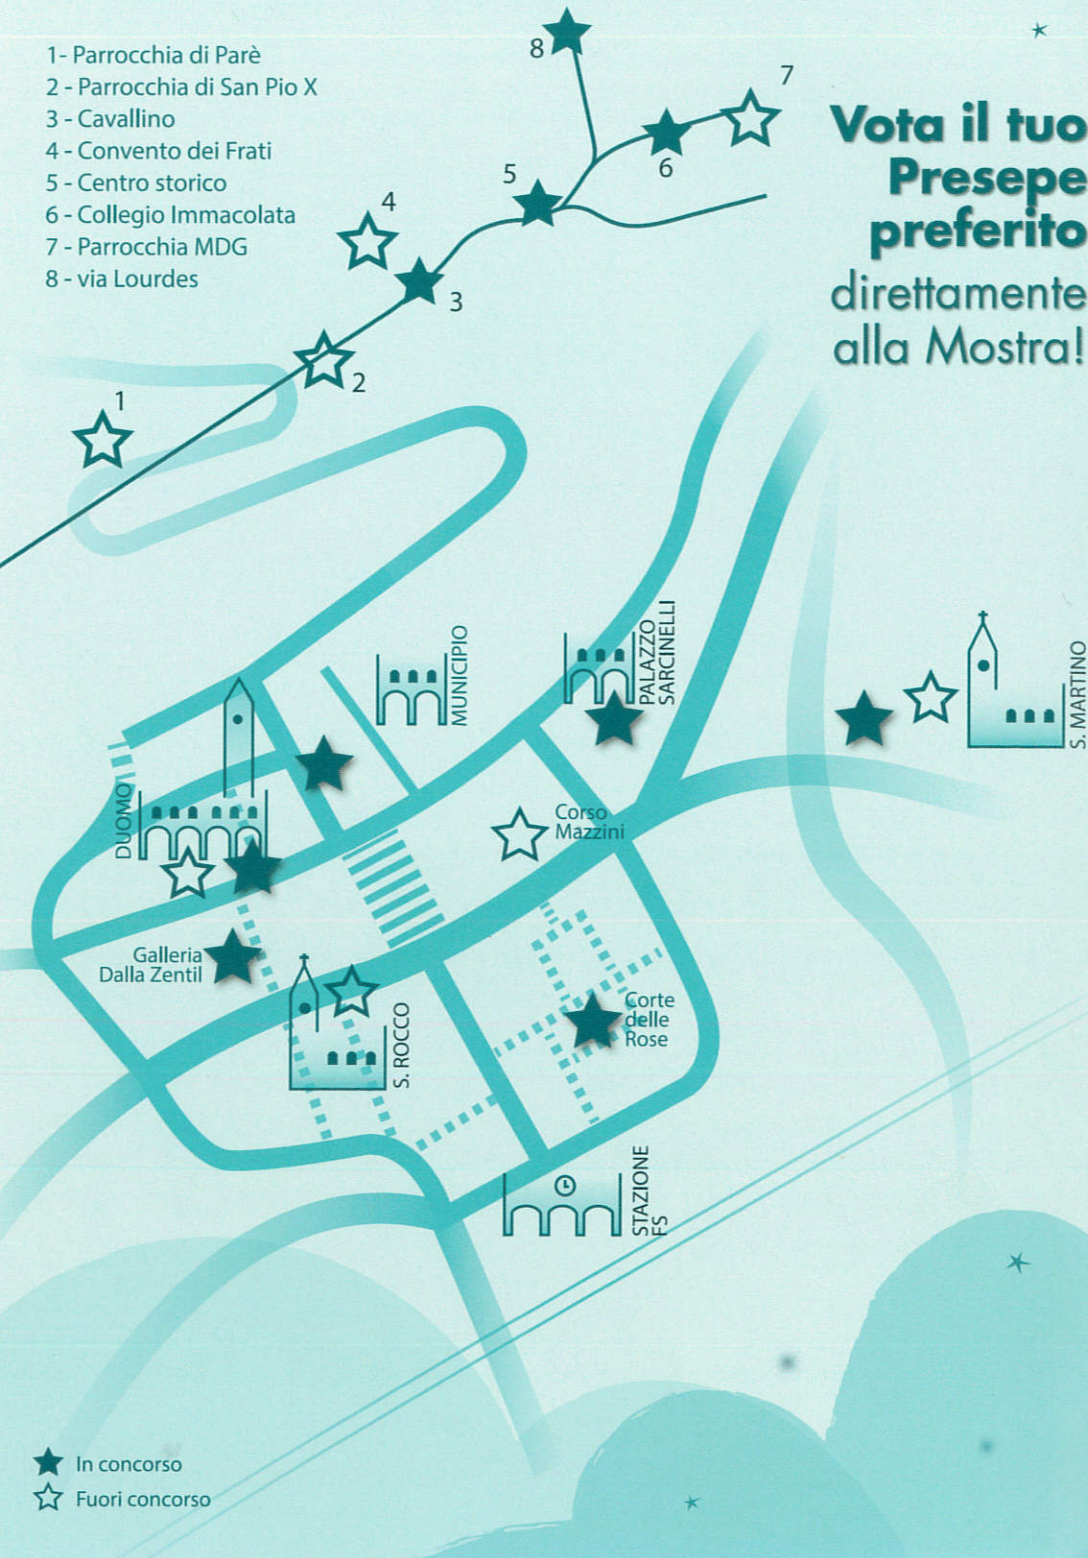 1- Parrocchia di Parè
2 - Parrocchia di San Pio X
3 - Cavallino
4 - Convento dei Frati
5 - Centro storico
6 - Collegio Immacolata
7 - Parrocchia MDG
8 - via Lourdes
8
7
6
5
4
3
2
1
Vota il tuo
Presepe
preferito
direttamente
alla Mostra!
MUNICIPIO
PALAZZO
SARCINELLI
S. MARTINO
DUOMO
Corso
Mazzini
Galleria
Dalla Zentil
S. ROCCO
Corte
delle
Rose
STAZIONE
FS
In concorso
Fuori concorso